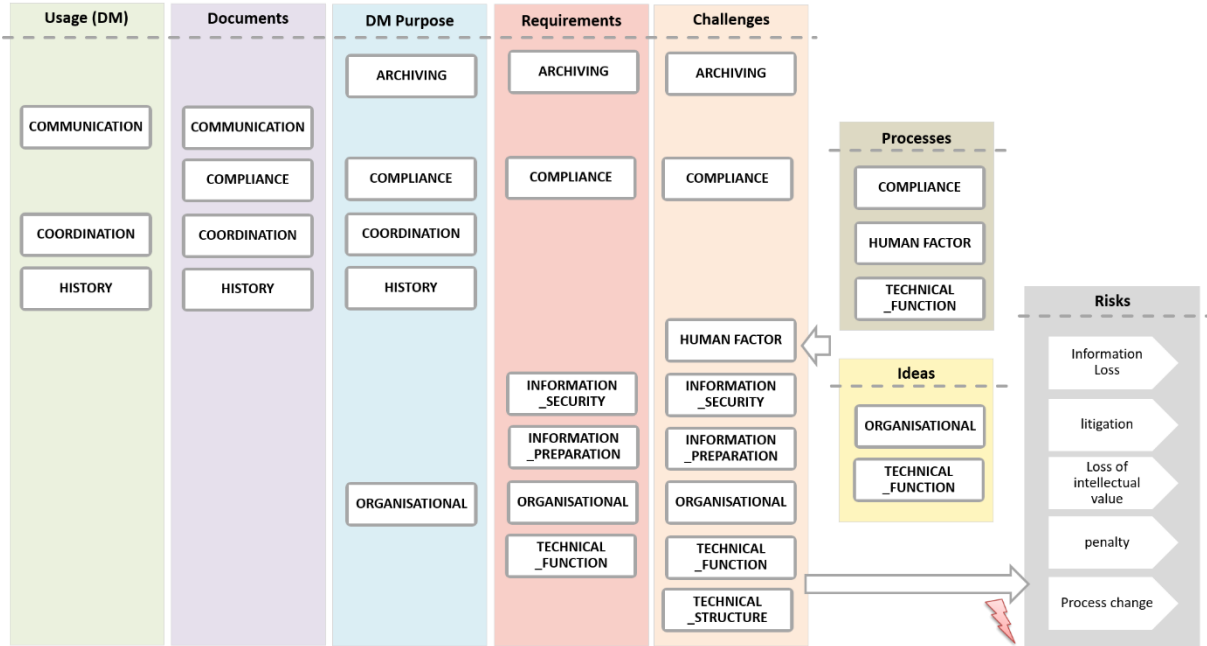 Usage (DM)
COMMUNICATION
COORDINATION
HISTORY
Documents
COMMUNICATION
COMPLIANCE
COORDINATION
HISTORY
DM Purpose
ARCHIVING
COMPLIANCE
COORDINATION
HISTORY
ORGANISATIONAL
Requirements
ARCHIVING
COMPLIANCE
INFORMATION
_SECURITY
INFORMATION
_PREPARATION
ORGANISATIONAL
TECHNICAL
_FUNCTION
Challenges
ARCHIVING
COMPLIANCE
HUMAN FACTOR
INFORMATION
_SECURITY
INFORMATION
_PREPARATION
ORGANISATIONAL
TECHNICAL
_FUNCTION
TECHNICAL
_STRUCTURE
Processes
COMPLIANCE
HUMAN FACTOR
TECHNICAL
_FUNCTION
Ideas
ORGANISATIONAL
TECHNICAL
_FUNCTION
Risks
Information
Loss
litigation
Loss of
intellectual
value
penalty
Process change